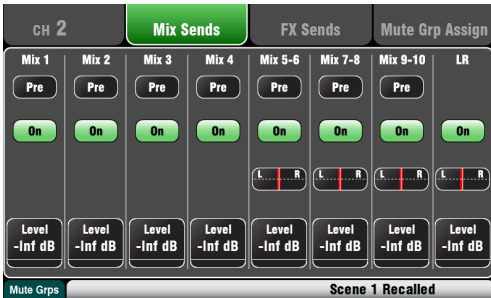 CH 2 Mix Sends FX Sends Mute Grp Assign
Mix 1 Mix 2 Mix 3 Mix 4 Mix 5-6 Mix 7-8 Mix 9-10 LR
Pre Pre Pre Pre Pre Pre Pre
On On On On On On On On
L R L R L R L R
Level Level Level Level Level Level Level Level
-Inf dB -Inf dB -Inf dB -Inf dB -Inf dB -Inf dB -Inf dB -Inf dB
Mute Grps Scene 1 Recalled